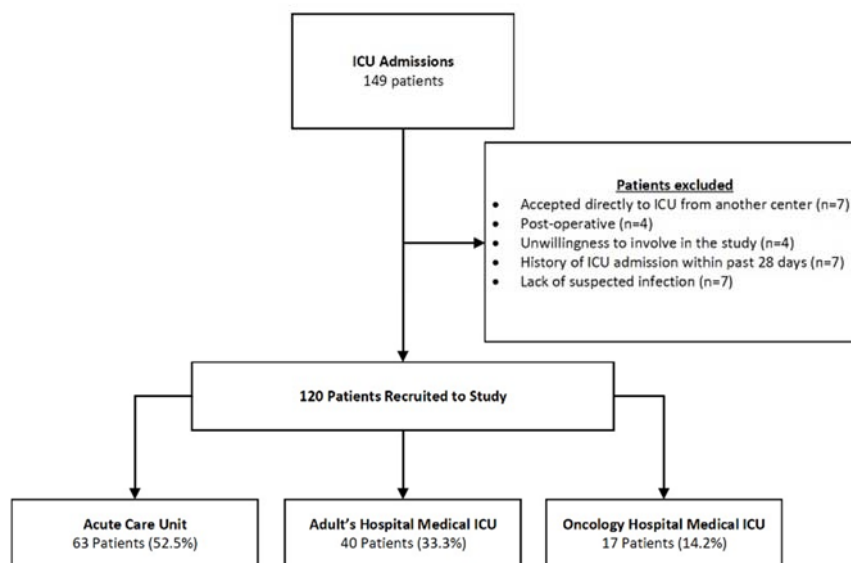 ICU Admissions
149 patients
Patients excluded
• Accepted directly to ICU from another center (n=7)
• Post-operative (n=4)
• Unwillingness to involve in the study (n=4)
• History of ICU admission within past 28 days (n=7)
• Lack of suspected infection (n=7)
120 Patients Recruited to Study
Acute Care Unit
63 Patients (52.5%)
Adult's Hospital Medical ICU
40 Patients (33.3%)
Oncology Hospital Medical ICU
17 Patients (14.2%)